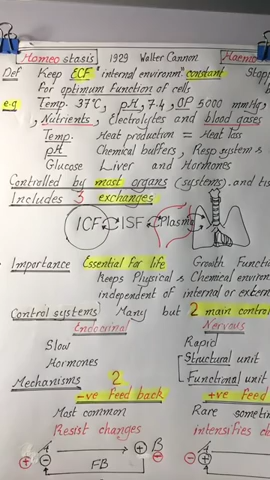 Homeostasis 1929 Walter Cannon Haemo
Def Keep ECF "internal environm" constant Stop
For optimum Function of cells
e.g Temp. 37°C, pH, 7.4, OP 5000 mmHg,
Nutrients, Electrolytes and blood gases
Temp. Heat production = Heat loss
pH Chemical buffers, Resp system &
Glucose Liver and Hormones
Controlled by most organs (systems). and
Includes 3 exchanges
ICF ISF Plasma
Importance Essential For life Growth Function
Keeps Physical & Chemical environ
independent of internal or extern
Control systems Many but 2 main control
Endocrinal Nervous
Slow Rapid
Hormones Structural unit
Functional unit
Mechanisms 2
-ve feed back +ve feed
Most common Rare sometim
Resist changes intensifies c
A B A
- + + - -
FB